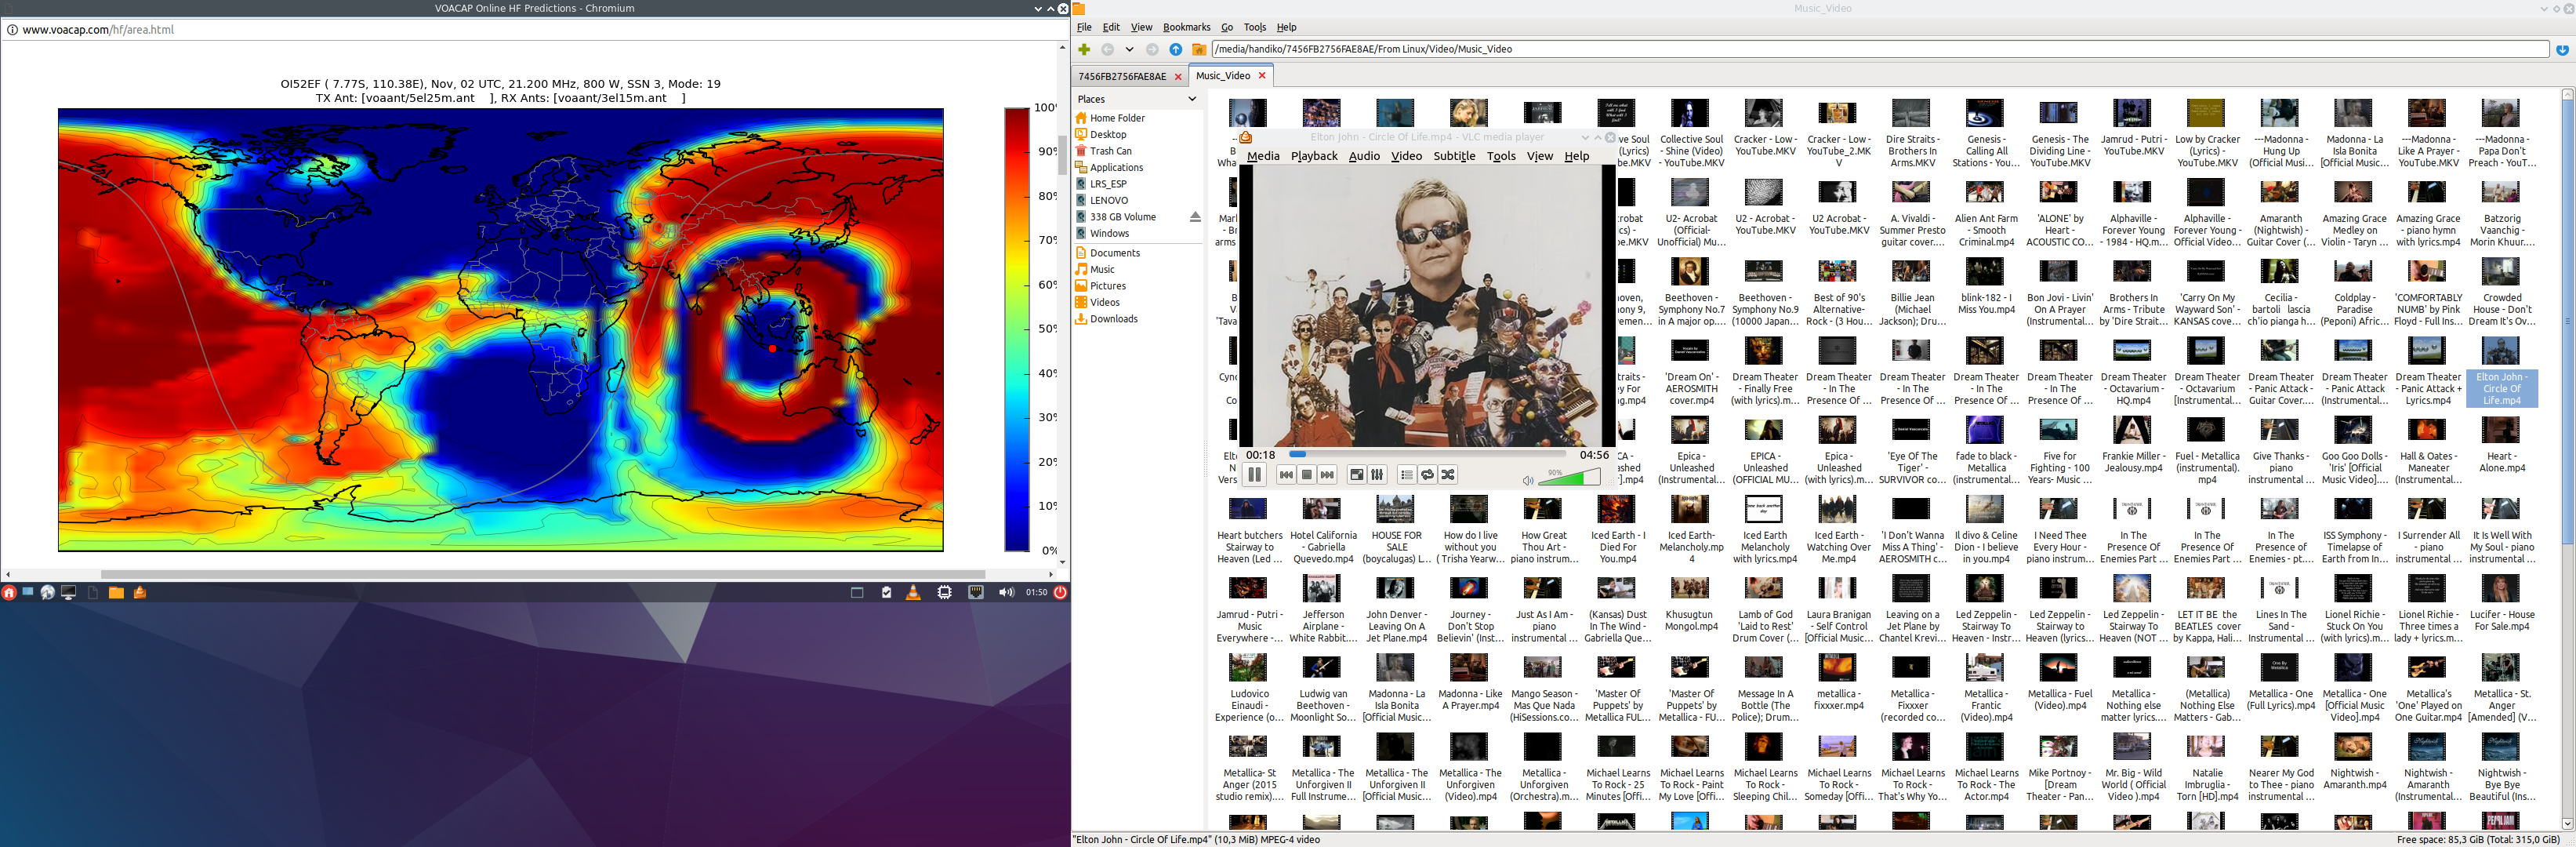 VOACAP Online HF Predictions - Chromium
www.voacap.com/hf/area.html
OI52EF ( 7.77S, 110.38E), Nov, 02 UTC, 21.200 MHz, 800 W, SSN 3, Mode: 19
TX Ant: [voaant/5el25m.ant ], RX Ants: [voaant/3el15m.ant ]
100%
90%
80%
70%
60%
50%
40%
30%
20%
10%
0%
01:50
Music_Video
File Edit View Bookmarks Go Tools Help
/media/handiko/7456FB2756FAE8AE/From Linux/Video/Music_Video
7456FB2756FAE8AE Music_Video
Places
Home Folder
Desktop
Trash Can
Applications
LRS_ESP
LENOVO
338 GB Volume
Windows
Documents
Music
Pictures
Videos
Downloads
Elton John - Circle Of Life.mp4 - VLC media player
Media Playback Audio Video Subtitle Tools View Help
00:18 04:56
90%
Collective Soul - Shine (Video) - YouTube.MKV
Cracker - Low - YouTube.MKV
Cracker - Low - YouTube_2.MKV
Dire Straits - Brothers In Arms.MKV
Genesis - Calling All Stations - You...
Genesis - The Dividing Line - YouTube.MKV
Jamrud - Putri - YouTube.MKV
Low by Cracker (Lyric) - YouTube.MKV
---Madonna - Hung Up (Official Musi...
Madonna - La Isla Bonita [Official Music...
---Madonna - Like A Prayer - YouTube.MKV
---Madonna - Papa Don't Preach - YouT...
U2- Acrobat (Official-Unofficial) Mu...
U2 - Acrobat - YouTube.MKV
U2 Acrobat - YouTube.MKV
A. Vivaldi - Summer Presto guitar cover....
Alien Ant Farm - Smooth Criminal.mp4
'ALONE' by Heart - ACOUSTIC CO...
Alphaville - Forever Young - 1984 - HQ.m...
Alphaville - Forever Young - Official Video...
Amaranth (Nightwish) - Guitar Cover (...
Amazing Grace Medley on Violin - Taryn ...
Amazing Grace - piano hymn with lyrics.mp4
Batzorig Vaanchig - Morin Khuur....
Beethoven - Symphony No.7 in A major op....
Beethoven - Symphony No.9 (10000 Japan...
Best of 90's Alternative-Rock - (3 Hou...
Billie Jean (Michael Jackson); Dru...
blink-182 - I Miss You.mp4
Bon Jovi - Livin' On A Prayer (Instrumental...
Brothers In Arms - Tribute by 'Dire Strait...
'Carry On My Wayward Son' - KANSAS cove...
Cecilia - bartoli lascia ch'io pianga h...
Coldplay - Paradise (Peponi) Afric...
'COMFORTABLY NUMB' by Pink Floyd - Full Ins...
Crowded House - Don't Dream It's Ov...
'Dream On' - AEROSMITH cover.mp4
Dream Theater - Finally Free (with lyrics).m...
Dream Theater - In The Presence Of ...
Dream Theater - In The Presence Of ...
Dream Theater - In The Presence Of ...
Dream Theater - Octavarium - HQ.mp4
Dream Theater - Octavarium [Instrumental...
Dream Theater - Panic Attack - Guitar Cover....
Dream Theater - Panic Attack (Instrumental...
Dream Theater - Panic Attack + Lyrics.mp4
Elton John - Circle Of Life.mp4
Epica - Unleashed (Instrumental)...
EPICA - Unleashed (OFFICIAL MU...
Epica - Unleashed (with lyrics).m...
'Eye Of The Tiger' - SURVIVOR co...
fade to black - Metallica (instrumental...
Five for Fighting - 100 Years- Music ...
Frankie Miller - Jealousy.mp4
Fuel - Metallica (instrumental).mp4
Give Thanks - piano instrumental ...
Goo Goo Dolls - 'Iris' [Official Music Video]....
Hall & Oates - Maneater (Instrumental...
Heart - Alone.mp4
Heart butchers Stairway to Heaven (Led ...
Hotel California - Gabriella Quevedo.mp4
HOUSE FOR SALE (boycalugas) L...
How do I live without you ( Trisha Yearw...
How Great Thou Art - piano instrum...
Iced Earth - I Died For You.mp4
Iced Earth- Melancholy.mp4
Iced Earth Melancholy with lyrics.mp4
Iced Earth - Watching Over Me.mp4
'I Don't Wanna Miss A Thing' - AEROSMITH c...
Il divo & Celine Dion - I believe in you.mp4
I Need Thee Every Hour - piano instrum...
In The Presence Of Enemies Part ...
In The Presence Of Enemies Part ...
In The Presence of Enemies - pt....
ISS Symphony - Timelapse of Earth from In...
I Surrender All - piano instrumental ...
It Is Well With My Soul - piano instrumental ...
Jamrud - Putri - Music Everywhere -...
Jefferson Airplane - White Rabbit....
John Denver - Leaving On A Jet Plane.mp4
Journey - Don't Stop Believin' (Inst...
Just As I Am - piano instrumental ...
(Kansas) Dust In The Wind - Gabriella Que...
Khusugtun Mongol.mp4
Lamb of God 'Laid to Rest' Drum Cover (...
Laura Branigan - Self Control [Official Music...
Leaving on a Jet Plane by Chantel Krevi...
Led Zeppelin - Stairway To Heaven - Instr...
Led Zeppelin - Stairway to Heaven (lyrics...
Led Zeppelin - Stairway To Heaven (NOT ...
LET IT BE the BEATLES cover by Kappa, Hali...
Lines In The Sand - Instrumental ...
Lionel Richie - Stuck On You (with lyrics).m...
Lionel Richie - Three times a lady + lyrics.m...
Lucifer - House For Sale.mp4
Ludovico Einaudi - Experience (o...
Ludwig van Beethoven - Moonlight So...
Madonna - La Isla Bonita [Official Music...
Madonna - Like A Prayer.mp4
Mango Season - Mas Que Nada (HiSessions.co...
'Master Of Puppets' by Metallica FUL...
'Master Of Puppets' by Metallica - FU...
Message In A Bottle (The Police); Drum...
metallica - fixxxer.mp4
Metallica - Fixxxer (recorded co...
Metallica - Frantic (Video).mp4
Metallica - Fuel (Video).mp4
Metallica - Nothing else matter lyrics....
(Metallica) Nothing Else Matters - Gab...
Metallica - One (Full Lyrics).mp4
Metallica - One [Official Music Video].mp4
Metallica's 'One' Played on One Guitar.mp4
Metallica - St. Anger [Amended] (V...
Metallica- St Anger (2015 studio remix)....
Metallica - The Unforgiven II Full Instrume...
Metallica - The Unforgiven II [Official Music...
Metallica - The Unforgiven (Video).mp4
Metallica - Unforgiven (Orchestra).m...
Michael Learns To Rock - 25 Minutes [Offi...
Michael Learns To Rock - Paint My Love [Offi...
Michael Learns To Rock - Sleeping Chil...
Michael Learns To Rock - Someday [Offi...
Michael Learns To Rock - That's Why Yo...
Michael Learns To Rock - The Actor.mp4
Mike Portnoy - [Dream Theater - Pan...
Mr. Big - Wild World ( Official Video ).mp4
Natalie Imbruglia - Torn [HD].mp4
Nearer My God to Thee - piano instrumental ...
Nightwish - Amaranth.mp4
Nightwish - Amaranth (Instrumental...
Nightwish - Bye Bye Beautiful (Ins...
"Elton John - Circle Of Life.mp4" (10,3 MiB) MPEG-4 video
Free space: 85,3 GiB (Total: 315,0 GiB)